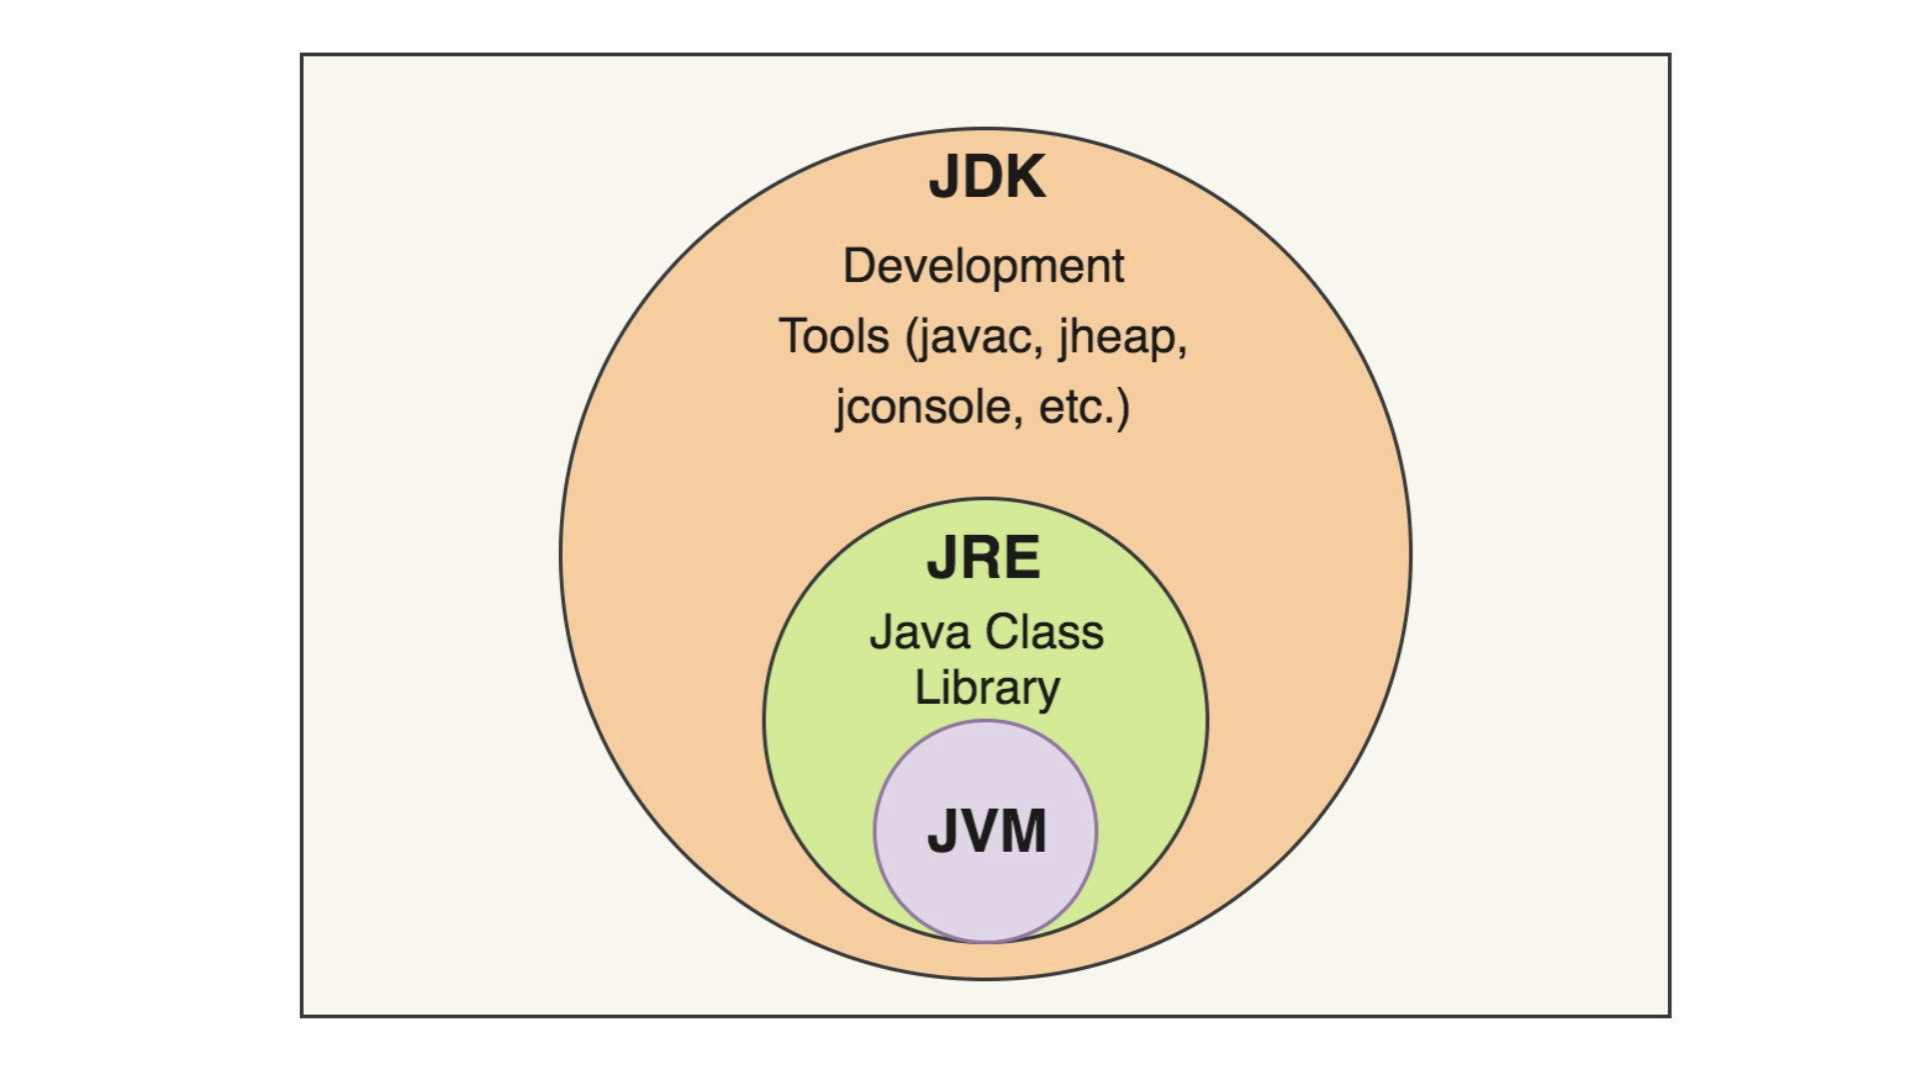 JDK
Development
Tools (javac, jheap,
jconsole, etc.)
JRE
Java Class
Library
JVM